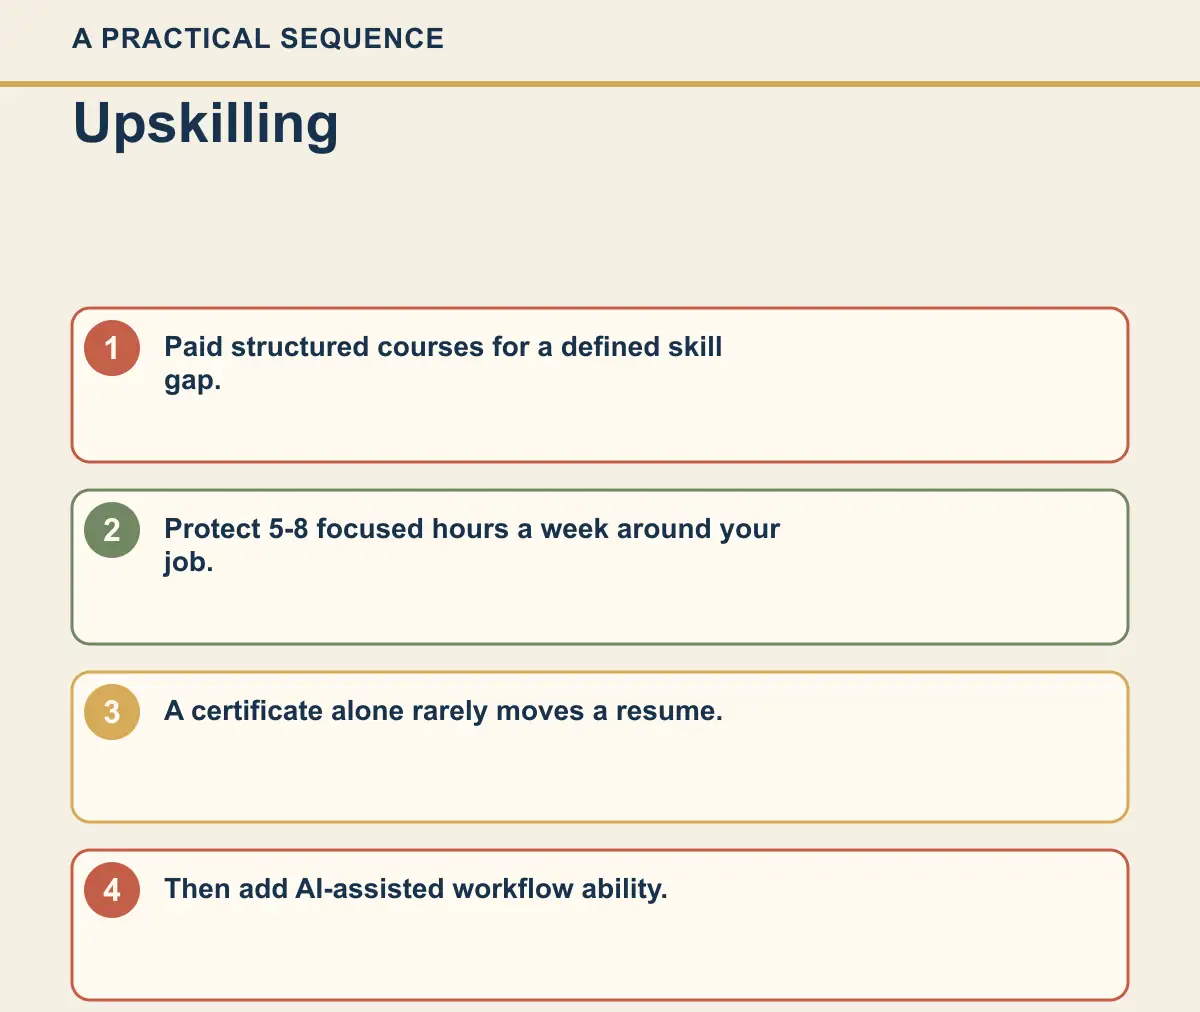 A PRACTICAL SEQUENCE
Upskilling
1
Paid structured courses for a defined skill
gap.
2
Protect 5-8 focused hours a week around your
job.
3
A certificate alone rarely moves a resume.
4
Then add AI-assisted workflow ability.